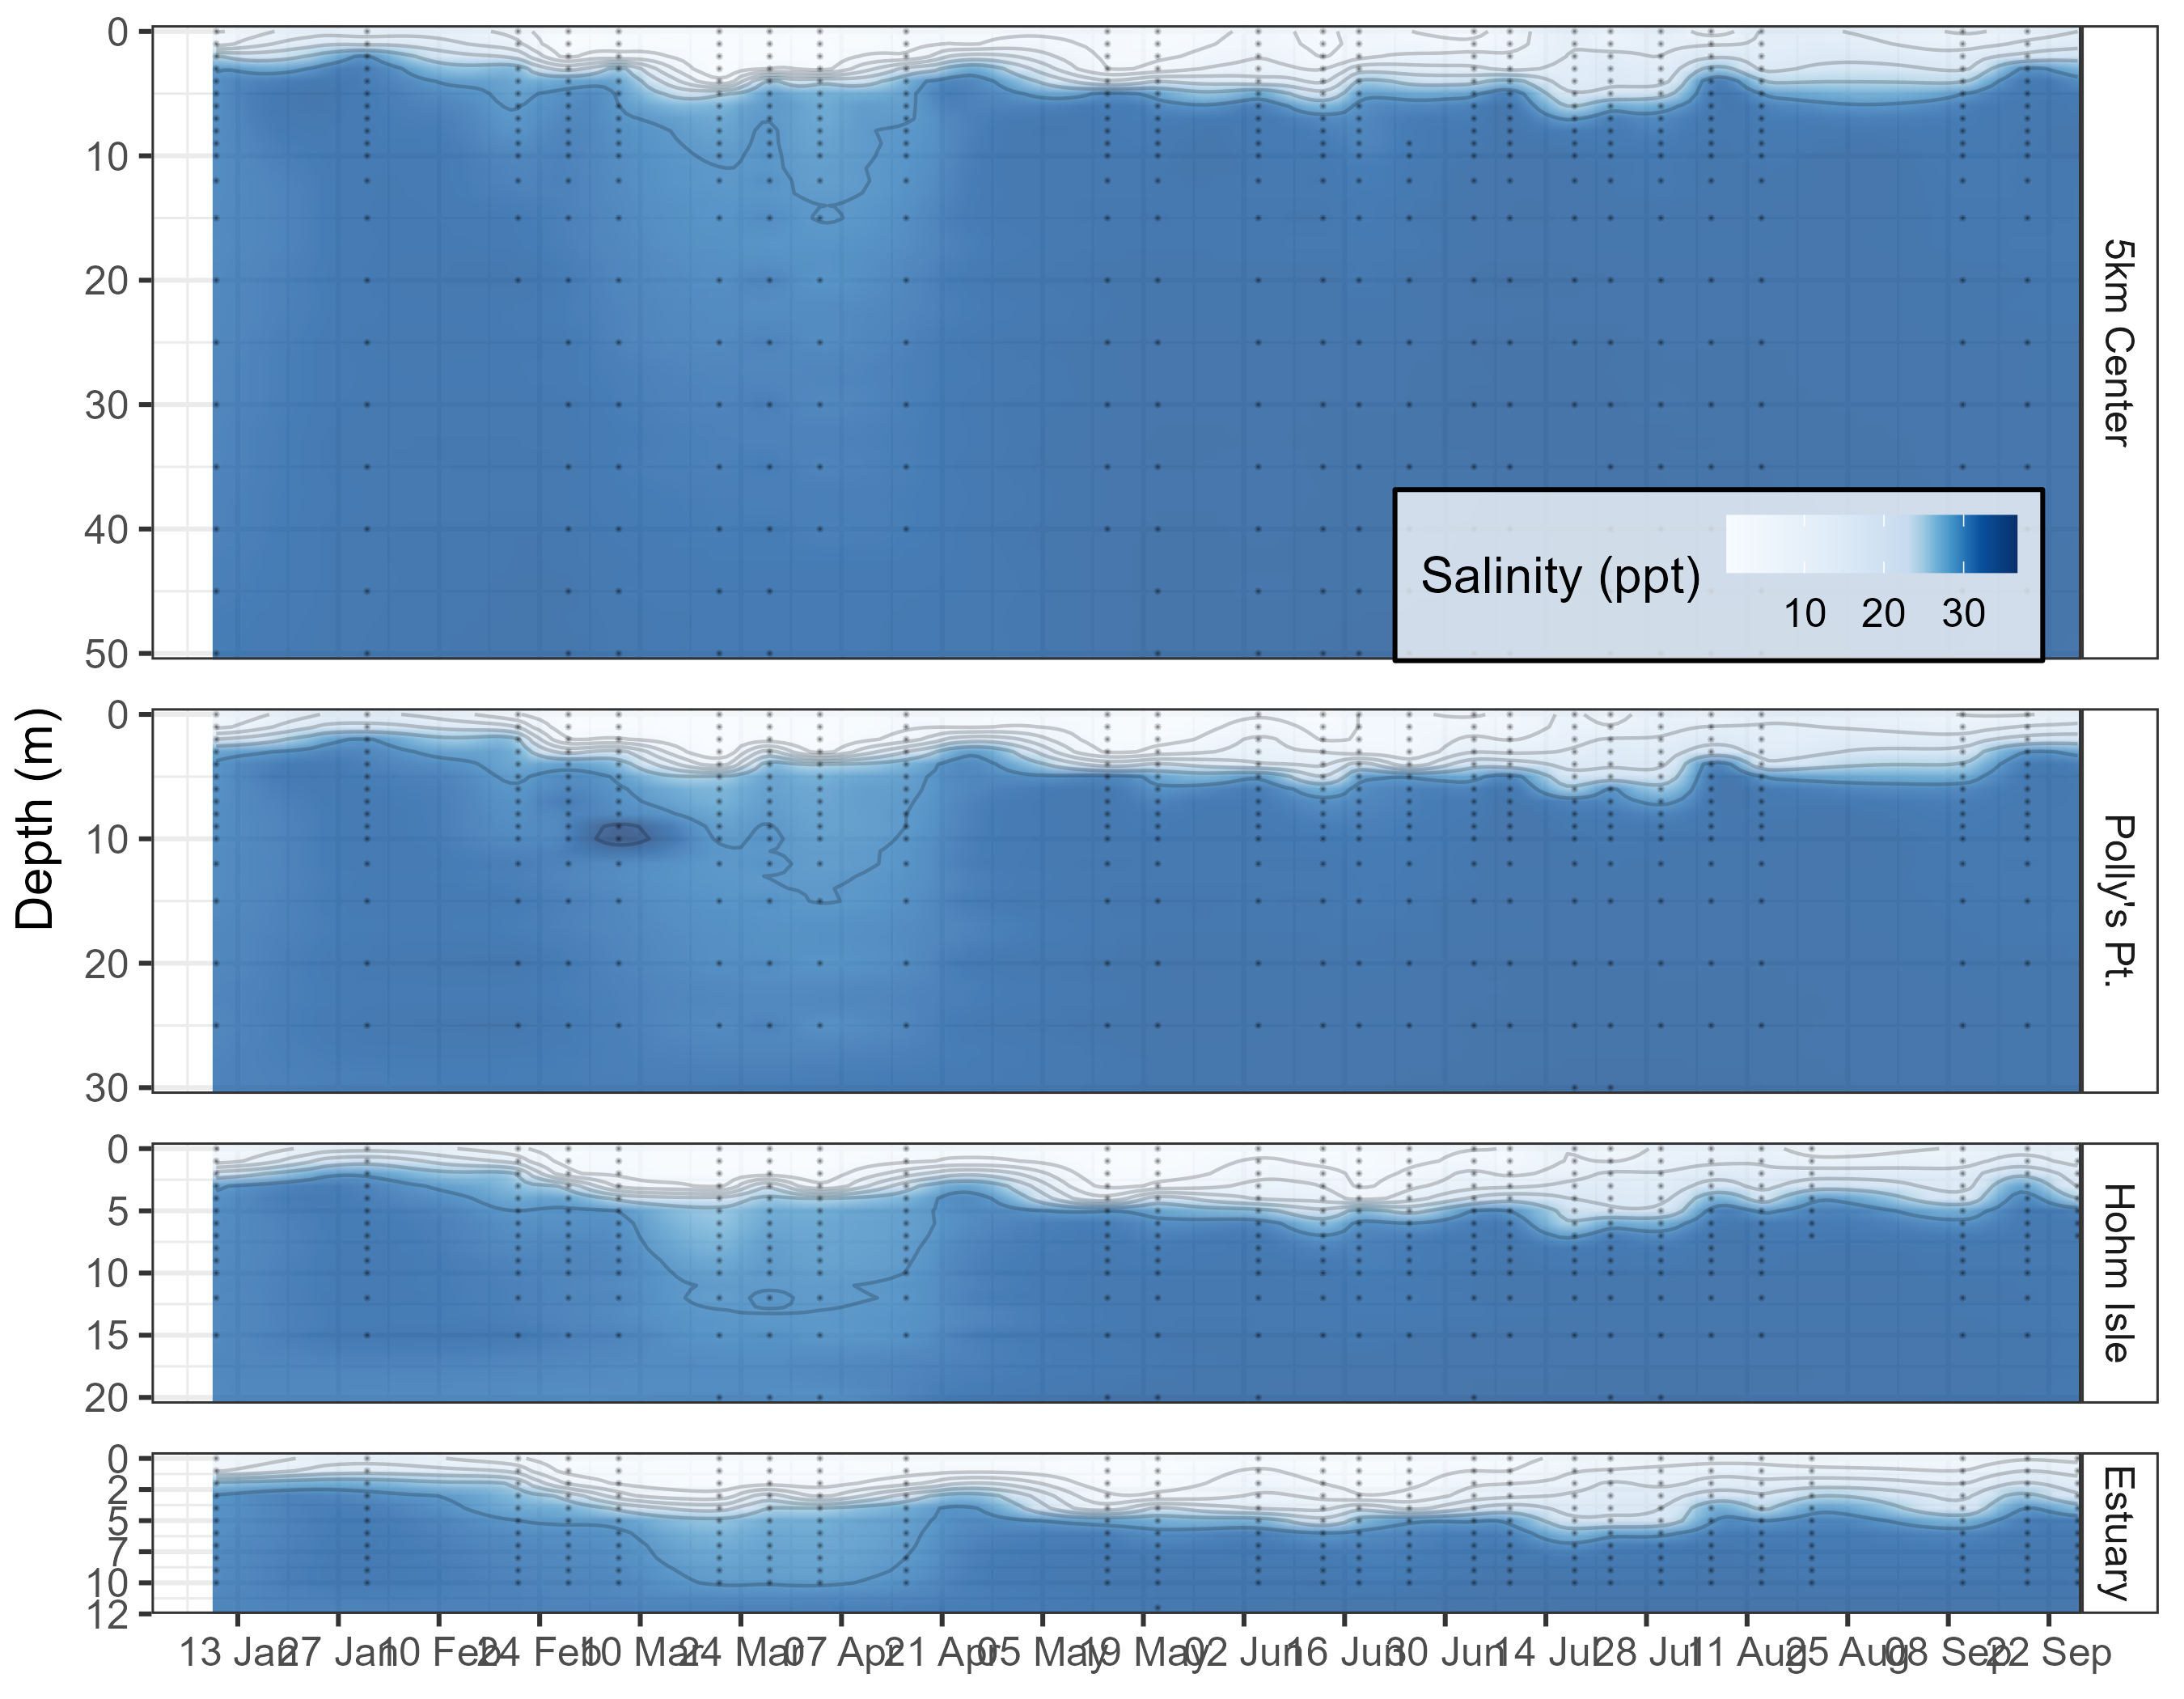 0
10
20
30
40
50
5km Center
Salinity (ppt)
10 20 30
Depth (m)
0
10
20
30
Polly's Pt.
0
5
10
15
20
Hohm Isle
0
2
5
7
10
12
Estuary
13 Jan 27 Jan 10 Feb 24 Feb 10 Mar 24 Mar 07 Apr 21 Apr 05 May 19 May 02 Jun 16 Jun 30 Jun 14 Jul 28 Jul 11 Aug 25 Aug 08 Sep 22 Sep